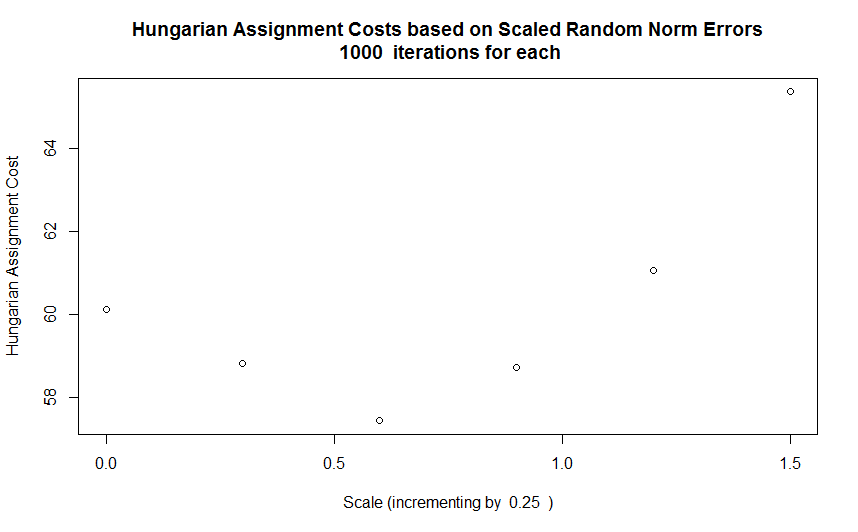 Hungarian Assignment Costs based on Scaled Random Norm Errors
1000 iterations for each
Hungarian Assignment Cost
64
62
60
58
0.0 0.5 1.0 1.5
Scale (incrementing by 0.25 )